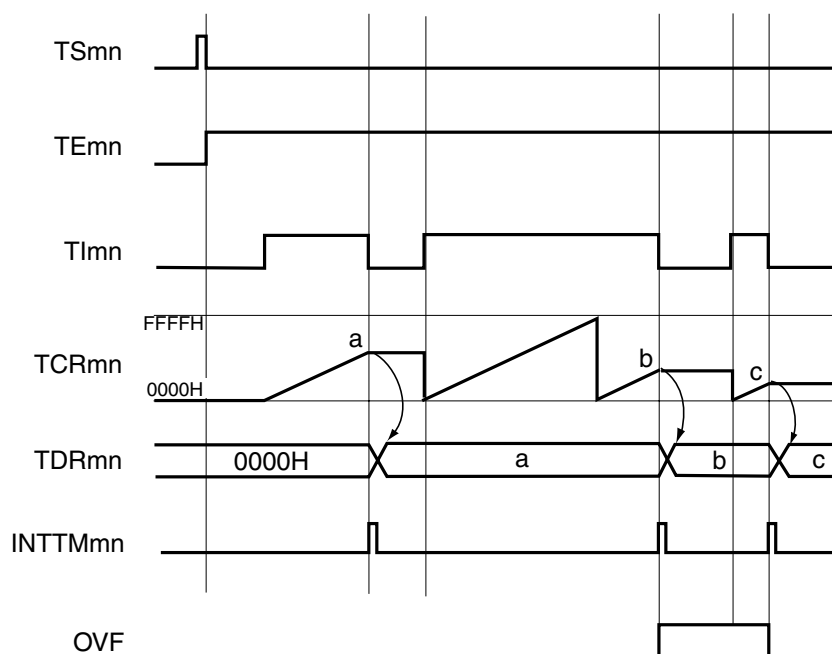 TSmn
TEmn
TImn
FFFFH
a
TCRmn
b
c
0000H
TDRmn
0000H
a
b
c
INTTMmn
OVF